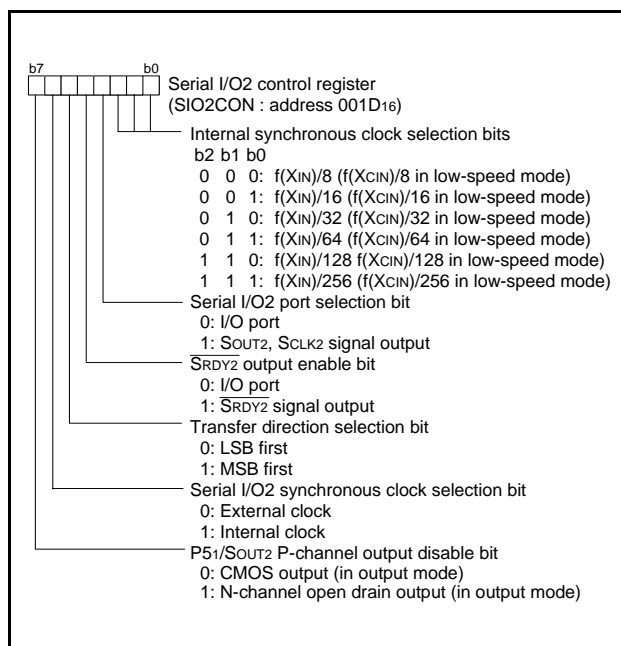 b7 b0
Serial I/O2 control register
(SIO2CON : address 001D16)
Internal synchronous clock selection bits
b2 b1 b0
0 0 0: f(XIN)/8 (f(XCIN)/8 in low-speed mode)
0 0 1: f(XIN)/16 (f(XCIN)/16 in low-speed mode)
0 1 0: f(XIN)/32 (f(XCIN)/32 in low-speed mode)
0 1 1: f(XIN)/64 (f(XCIN)/64 in low-speed mode)
1 1 0: f(XIN)/128 f(XCIN)/128 in low-speed mode)
1 1 1: f(XIN)/256 (f(XCIN)/256 in low-speed mode)
Serial I/O2 port selection bit
0: I/O port
1: SOUT2, SCLK2 signal output
SRDY2 output enable bit
0: I/O port
1: SRDY2 signal output
Transfer direction selection bit
0: LSB first
1: MSB first
Serial I/O2 synchronous clock selection bit
0: External clock
1: Internal clock
P51/SOUT2 P-channel output disable bit
0: CMOS output (in output mode)
1: N-channel open drain output (in output mode)